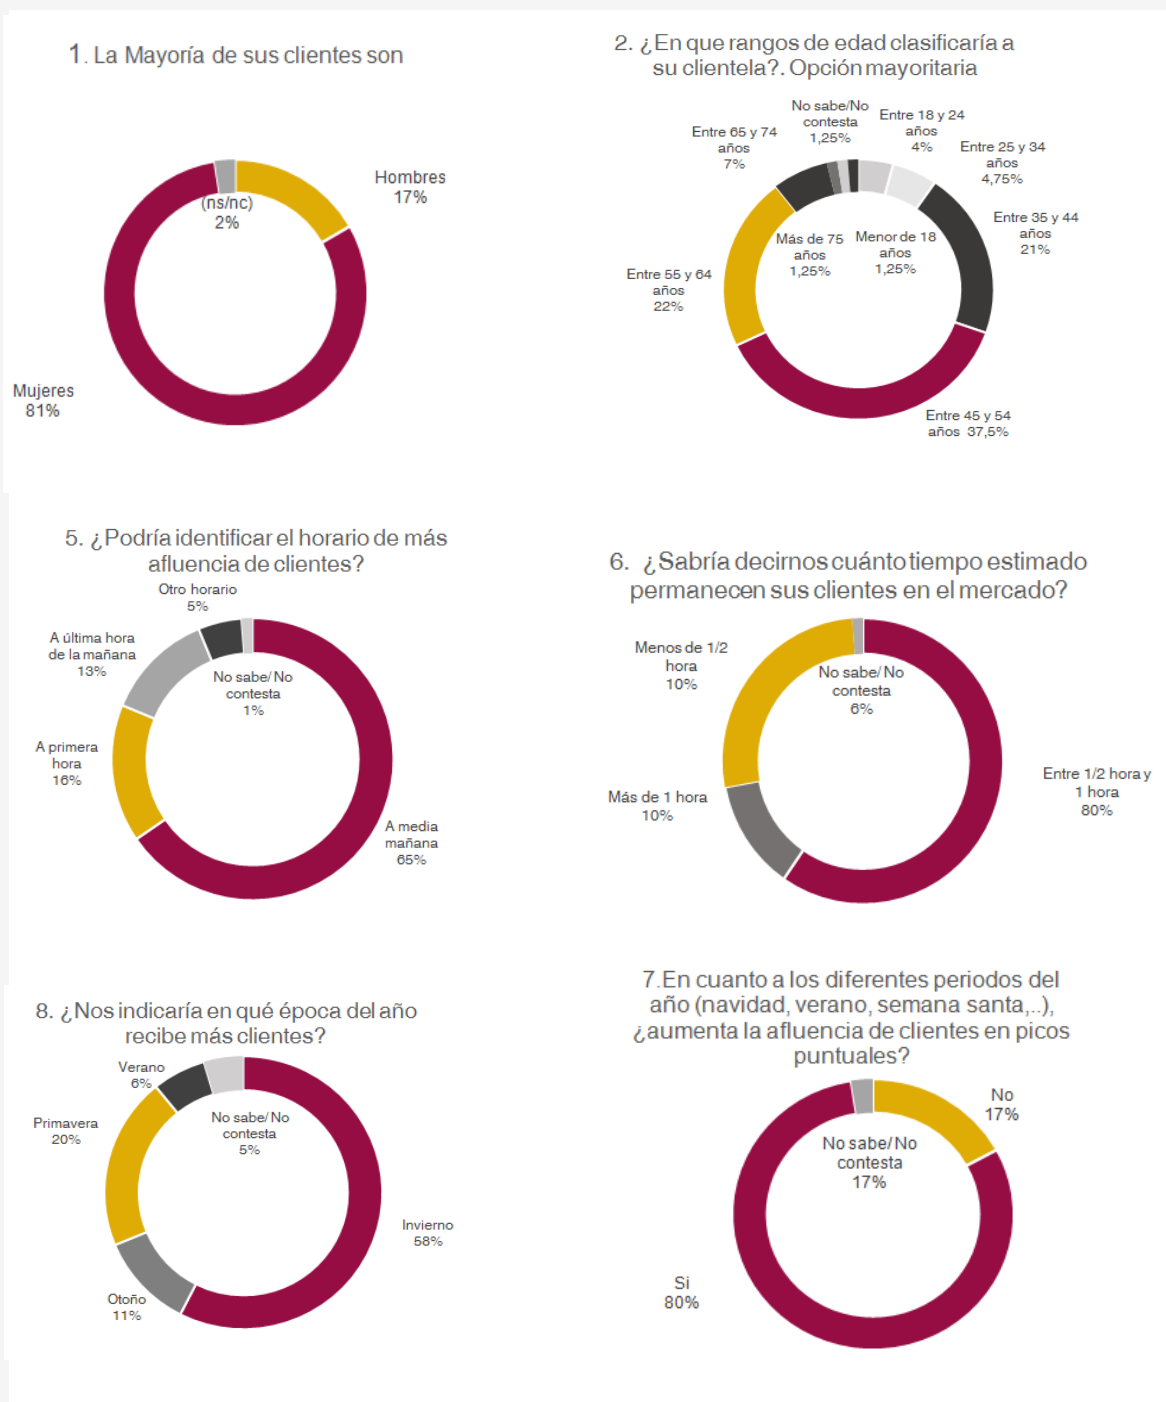 1. La Mayoría de sus clientes son
(ns/nc)
2%
Hombres
17%
Mujeres
81%
2. ¿En que rangos de edad clasificaría a
su clientela?. Opción mayoritaria
No sabe/No
contesta
1,25%
Entre 18 y 24
años
4%
Entre 65 y 74
años
7%
Entre 25 y 34
años
4,75%
Entre 35 y 44
años
21%
Más de 75
años
1,25%
Menor de 18
años
1,25%
Entre 55 y 64
años
22%
Entre 45 y 54
años 37,5%
5. ¿Podría identificar el horario de más
afluencia de clientes?
Otro horario
5%
A última hora
de la mañana
13%
No sabe/ No
contesta
1%
A primera
hora
16%
A media
mañana
65%
6. ¿Sabría decirnos cuánto tiempo estimado
permanecen sus clientes en el mercado?
Menos de 1/2
hora
10%
No sabe/ No
contesta
6%
Más de 1 hora
10%
Entre 1/2 hora y
1 hora
80%
8. ¿Nos indicaría en qué época del año
recibe más clientes?
Verano
6%
Primavera
20%
No sabe/ No
contesta
5%
Invierno
58%
Otoño
11%
7.En cuanto a los diferentes periodos del
año (navidad, verano, semana santa,..),
¿aumenta la afluencia de clientes en picos
puntuales?
No
17%
No sabe/ No
contesta
17%
Si
80%